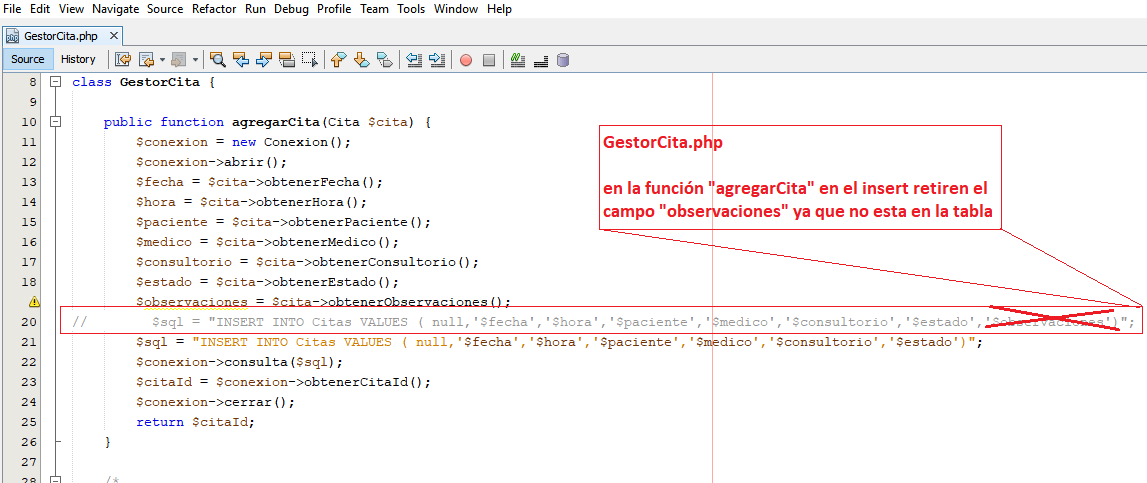 File Edit View Navigate Source Refactor Run Debug Profile Team Tools Window Help
GestorCita.php
Source History
8 class GestorCita {
9
10 public function agregarCita(Cita $cita) {
11 $conexion = new Conexion();
12 $conexion->abrir();
13 $fecha = $cita->obtenerFecha();
14 $hora = $cita->obtenerHora();
15 $paciente = $cita->obtenerPaciente();
16 $medico = $cita->obtenerMedico();
17 $consultorio = $cita->obtenerConsultorio();
18 $estado = $cita->obtenerEstado();
$observaciones = $cita->obtenerObservaciones();
20 // $sql = "INSERT INTO Citas VALUES ( null,'$fecha','$hora','$paciente','$medico','$consultorio','$estado','$observaciones')";
21 $sql = "INSERT INTO Citas VALUES ( null,'$fecha','$hora','$paciente','$medico','$consultorio','$estado')";
22 $conexion->consulta($sql);
23 $citaId = $conexion->obtenerCitaId();
24 $conexion->cerrar();
25 return $citaId;
26 }
27
28 /*
GestorCita.php
en la función "agregarCita" en el insert retiren el
campo "observaciones" ya que no esta en la tabla